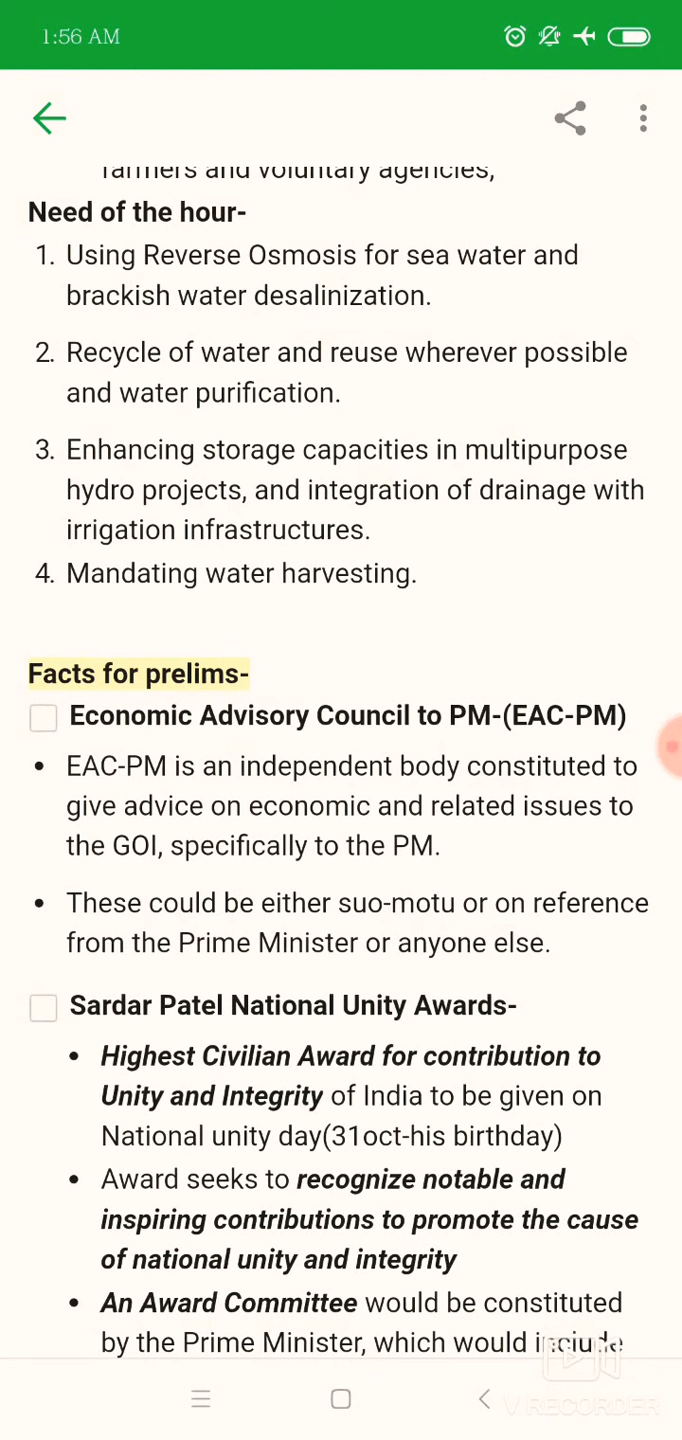 1:56 AM
farmers and voluntary agencies,
Need of the hour-
1. Using Reverse Osmosis for sea water and
brackish water desalinization.
2. Recycle of water and reuse wherever possible
and water purification.
3. Enhancing storage capacities in multipurpose
hydro projects, and integration of drainage with
irrigation infrastructures.
4. Mandating water harvesting.
Facts for prelims-
Economic Advisory Council to PM-(EAC-PM)
• EAC-PM is an independent body constituted to
give advice on economic and related issues to
the GOI, specifically to the PM.
• These could be either suo-motu or on reference
from the Prime Minister or anyone else.
Sardar Patel National Unity Awards-
• Highest Civilian Award for contribution to
Unity and Integrity of India to be given on
National unity day(31oct-his birthday)
• Award seeks to recognize notable and
inspiring contributions to promote the cause
of national unity and integrity
• An Award Committee would be constituted
by the Prime Minister, which would include
V RECORDER